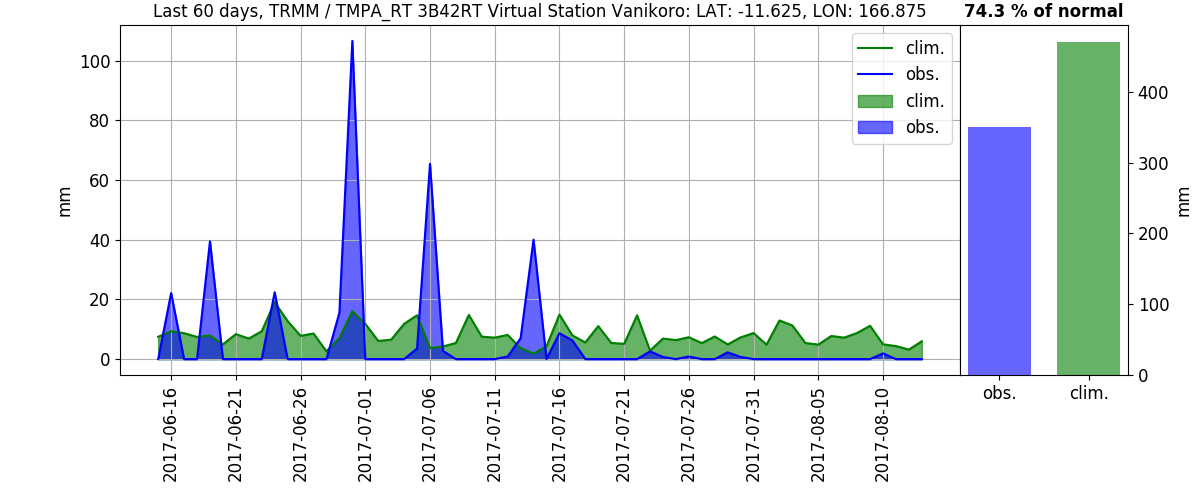 Last 60 days, TRMM / TMPA_RT 3B42RT Virtual Station Vanikoro: LAT: -11.625, LON: 166.875
74.3 % of normal
clim.
obs.
clim.
obs.
mm
100
80
60
40
20
0
2017-06-16
2017-06-21
2017-06-26
2017-07-01
2017-07-06
2017-07-11
2017-07-16
2017-07-21
2017-07-26
2017-07-31
2017-08-05
2017-08-10
400
300
200
100
0
mm
obs.
clim.